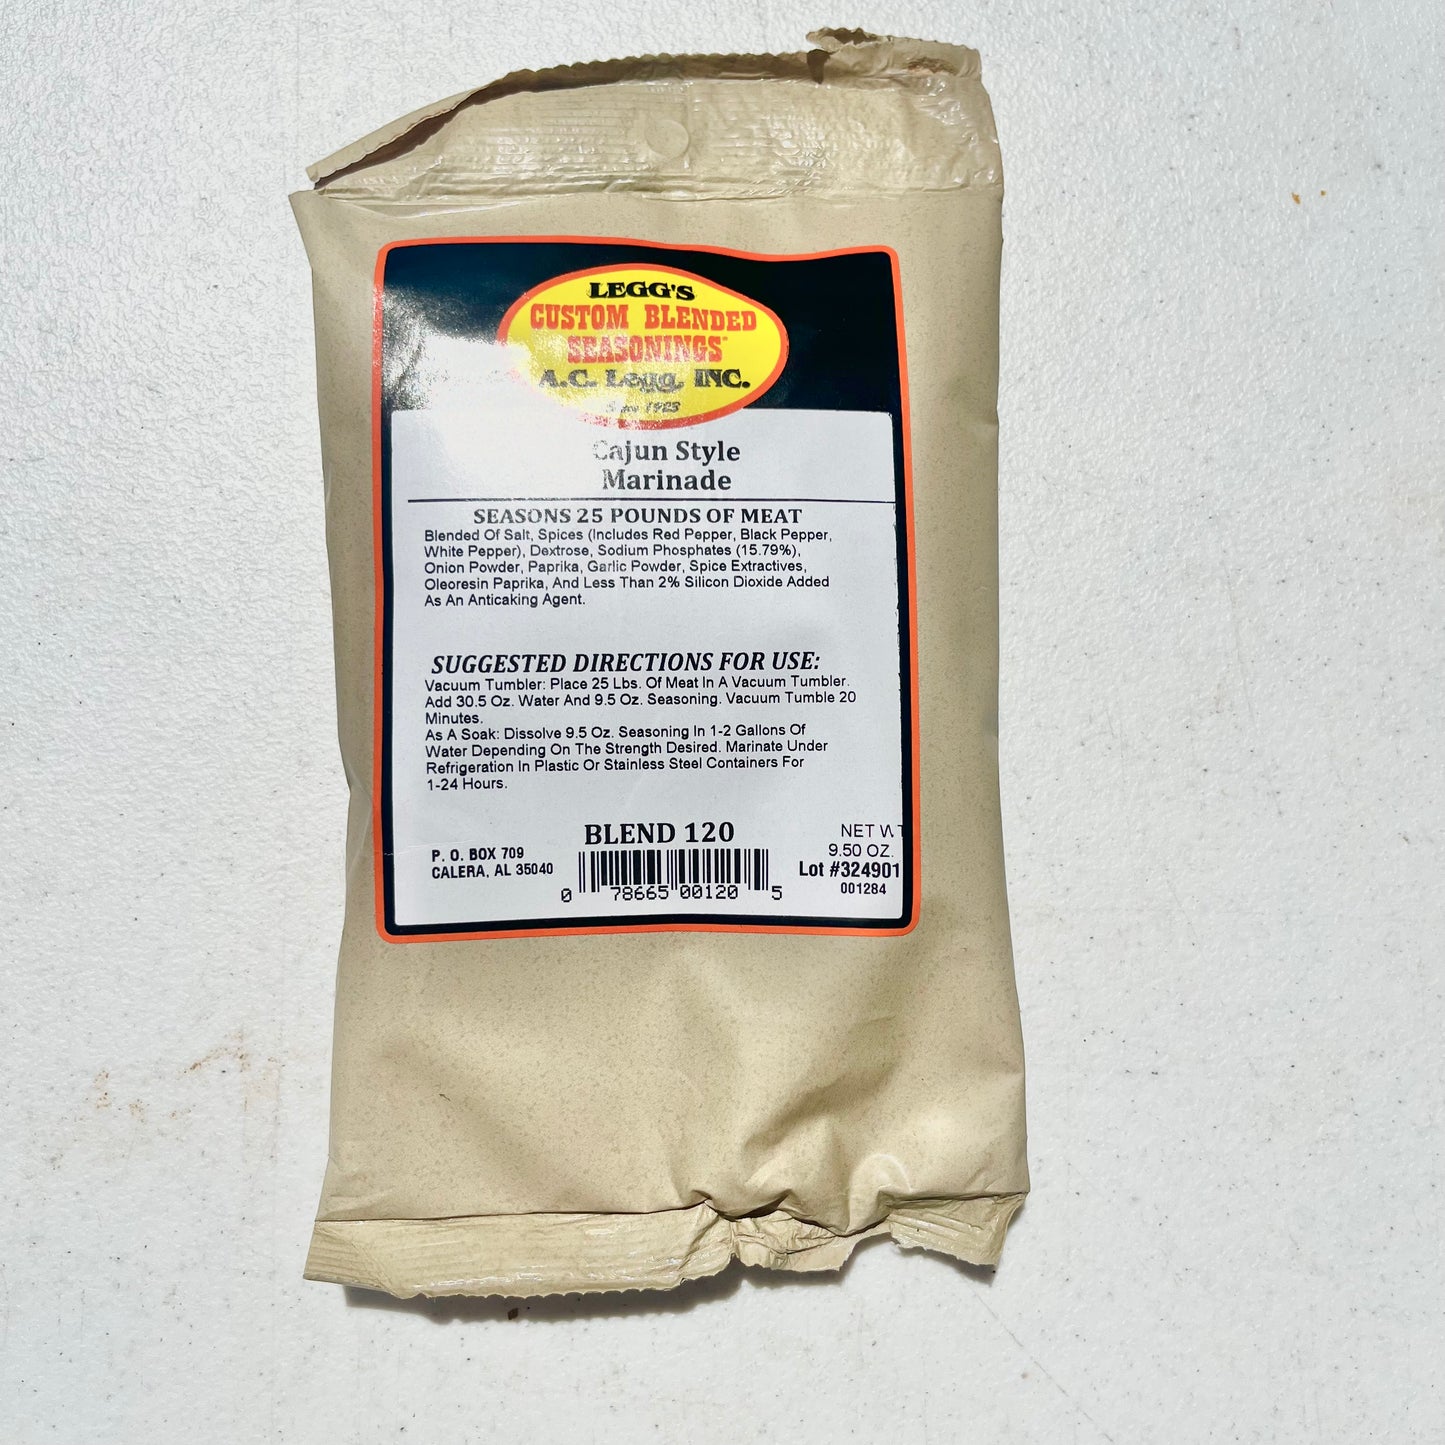 LEGG'S
CUSTOM BLENDED
SEASONINGS
A.C. Legg, INC.
1923
Cajun Style
Marinade
SEASONS 25 POUNDS OF MEAT
Blended Of Salt, Spices (Includes Red Pepper, Black Pepper,
White Pepper), Dextrose, Sodium Phosphates (15.79%),
Onion Powder, Paprika, Garlic Powder, Spice Extractives,
Oleoresin Paprika, And Less Than 2% Silicon Dioxide Added
As An Anticaking Agent.
SUGGESTED DIRECTIONS FOR USE:
Vacuum Tumbler: Place 25 Lbs. Of Meat In A Vacuum Tumbler.
Add 30.5 Oz. Water And 9.5 Oz. Seasoning. Vacuum Tumble 20
Minutes.
As A Soak: Dissolve 9.5 Oz. Seasoning In 1-2 Gallons Of
Water Depending On The Strength Desired. Marinate Under
Refrigeration In Plastic Or Stainless Steel Containers For
1-24 Hours.
BLEND 120
P. O. BOX 709
CALERA, AL 35040
0 78665 00120 5
NET WT
9.50 OZ.
Lot #324901
001284